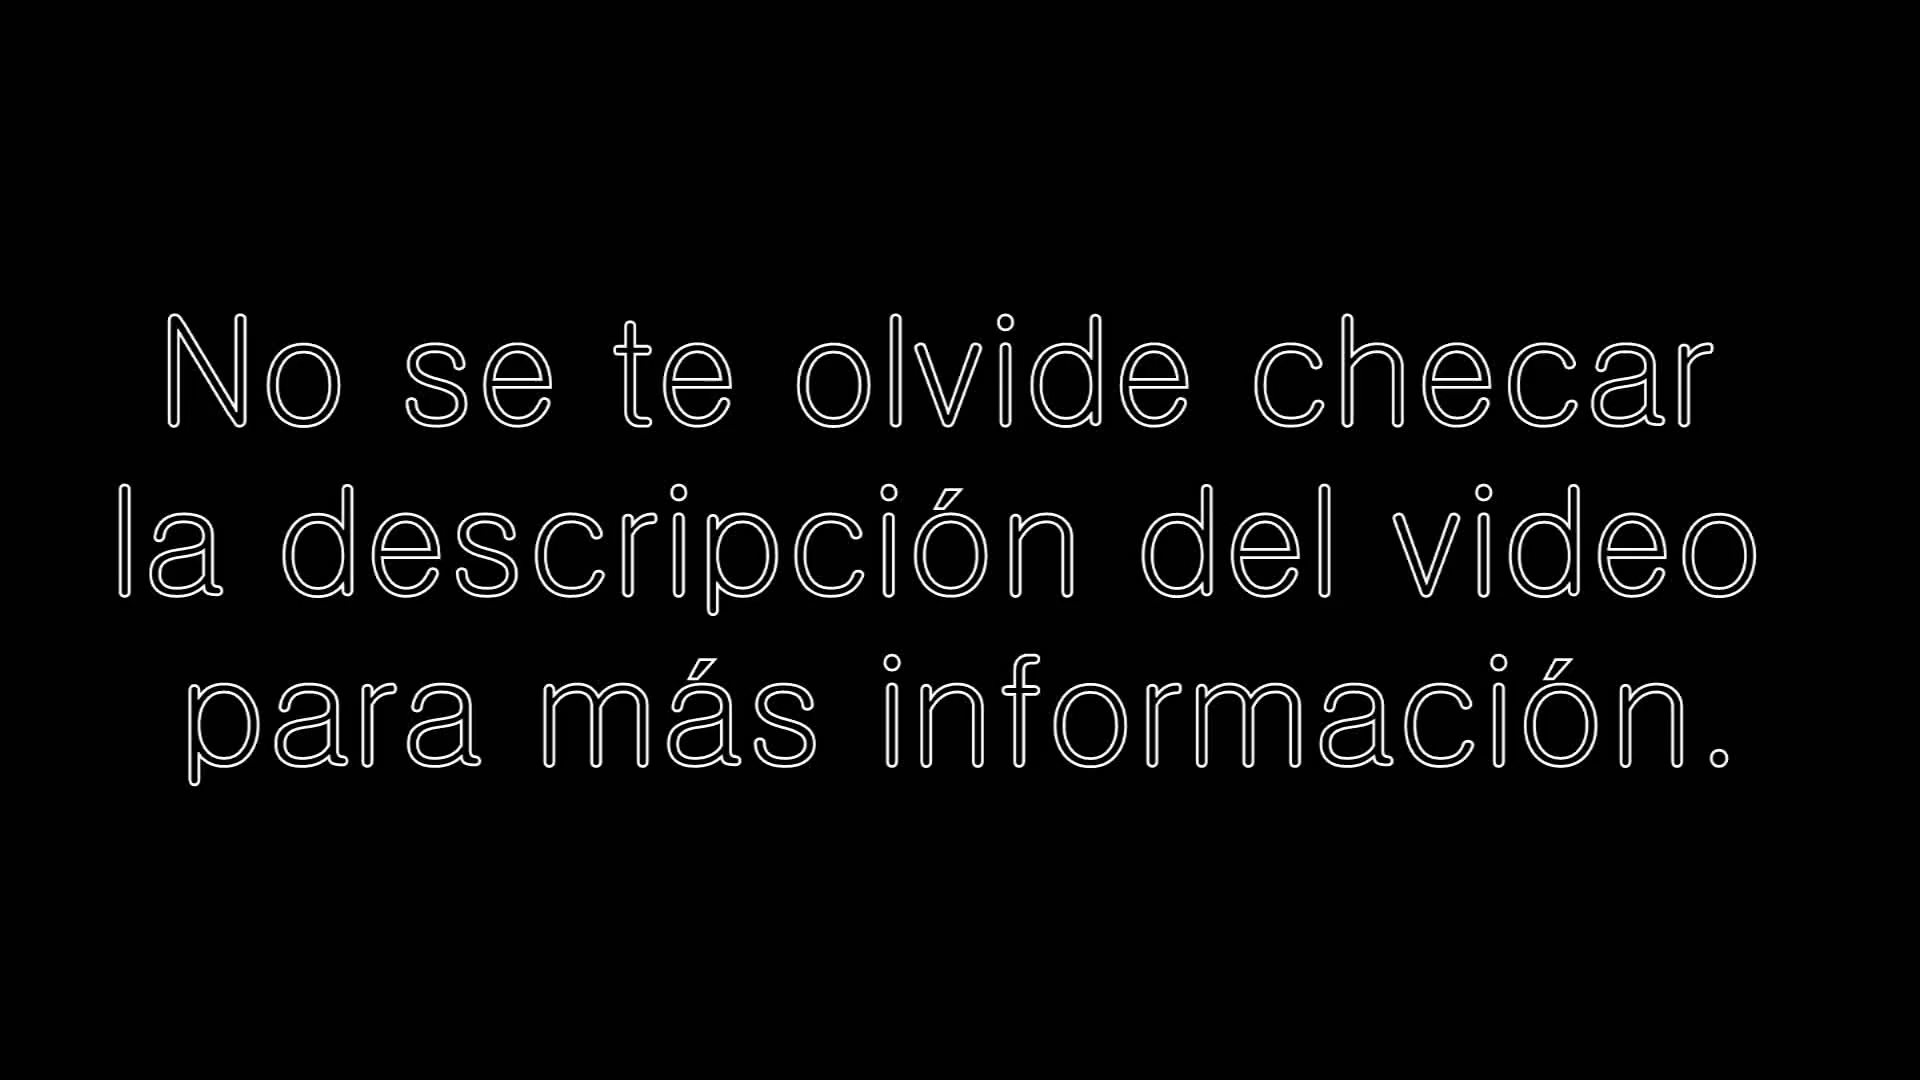 No se te olvide checar
la descripción del video
para más información.